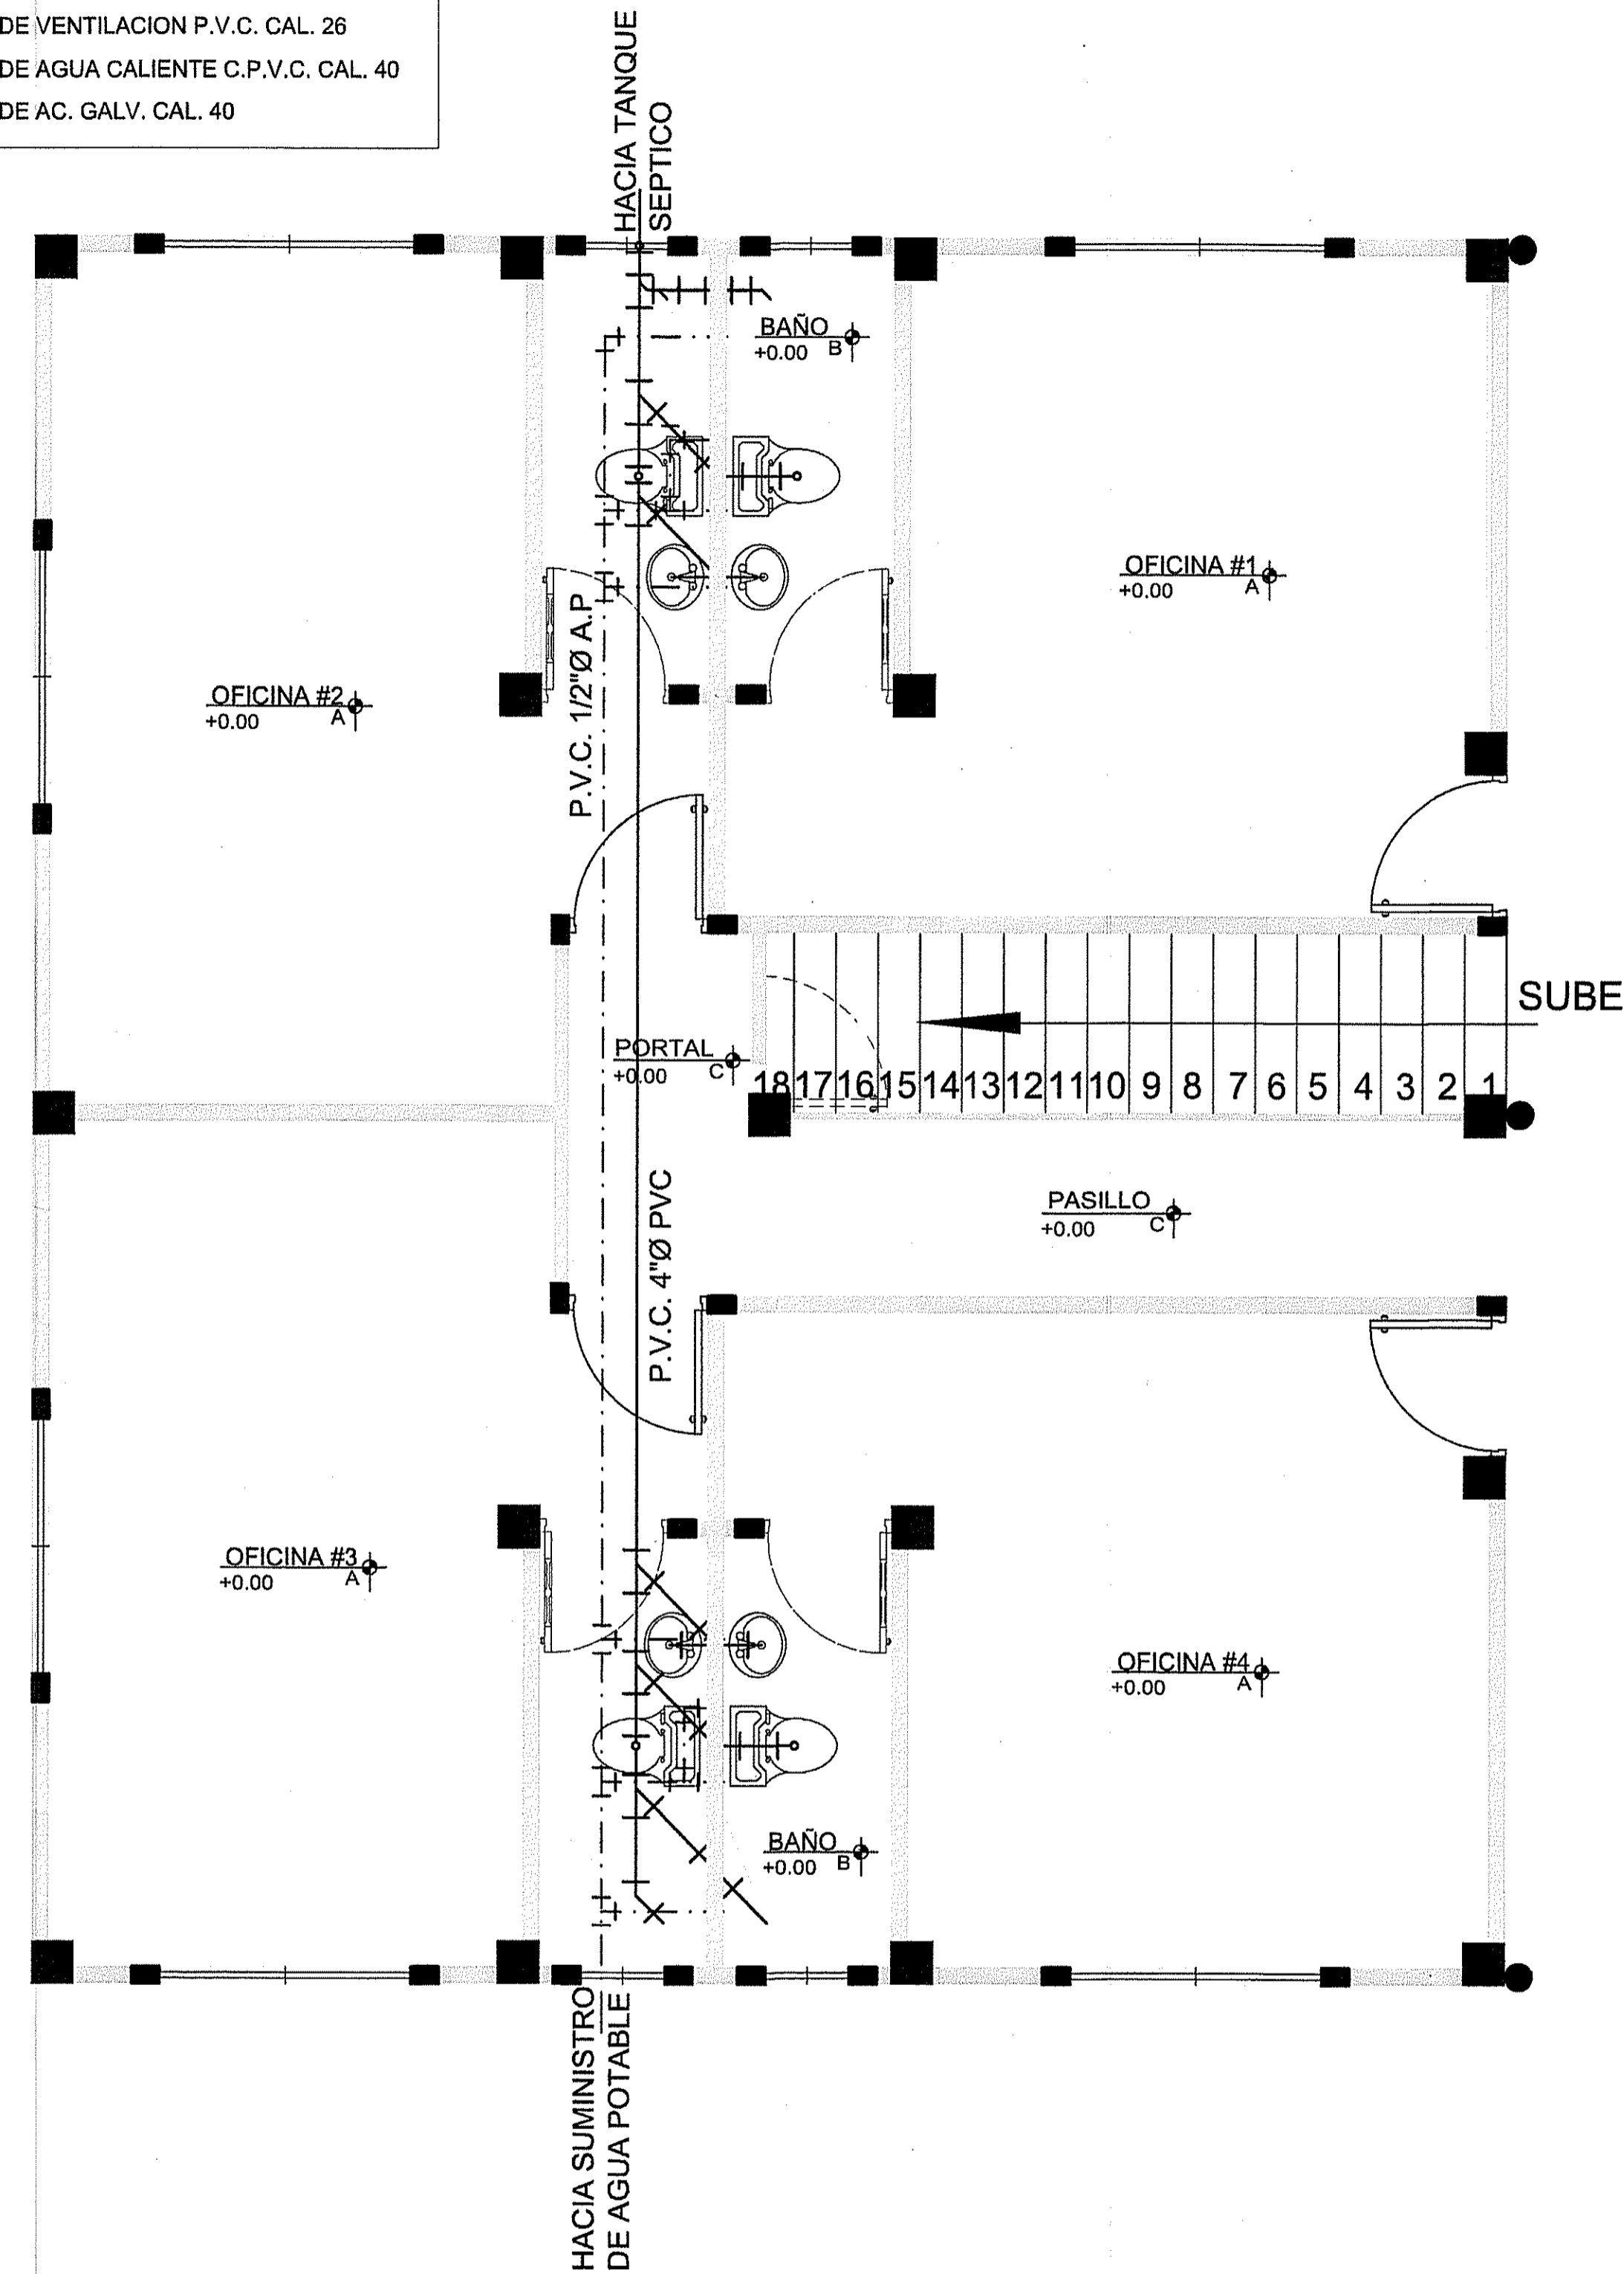 DE VENTILACION P.V.C. CAL. 26
DE AGUA CALIENTE C.P.V.C. CAL. 40
DE AC. GALV. CAL. 40
HACIA TANQUE
SEPTICO
BAÑO
+0.00 B
OFICINA #1
+0.00 A
OFICINA #2
+0.00 A
P.V.C. 1/2"Ø A.P
SUBE
PORTAL
+0.00 C
18 17 16 15 14 13 12 11 10 9 8 7 6 5 4 3 2 1
P.V.C. 4"Ø PVC
PASILLO
+0.00 C
OFICINA #3
+0.00 A
OFICINA #4
+0.00 A
BAÑO
+0.00 B
HACIA SUMINISTRO
DE AGUA POTABLE